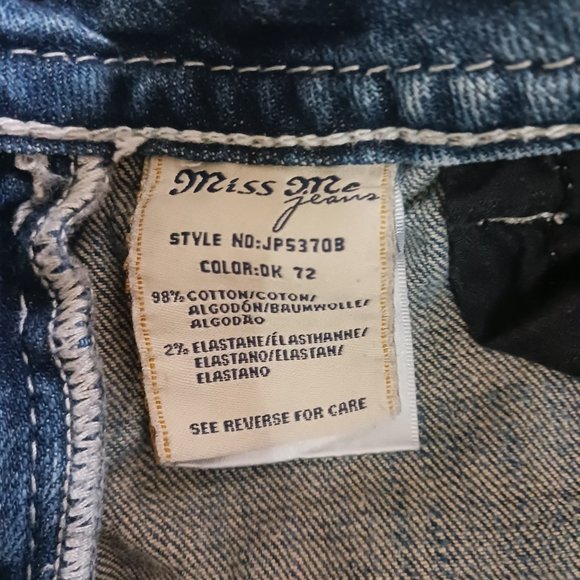 Miss Me
jeans
STYLE NO:JP5370B
COLOR:DK 72
98% COTTON/COTON/
ALGODÓN/BAUMWOLLE/
ALGODÃO
2% ELASTANE/ÉLASTHANNE/
ELASTANO/ELASTAN/
ELASTANO
SEE REVERSE FOR CARE